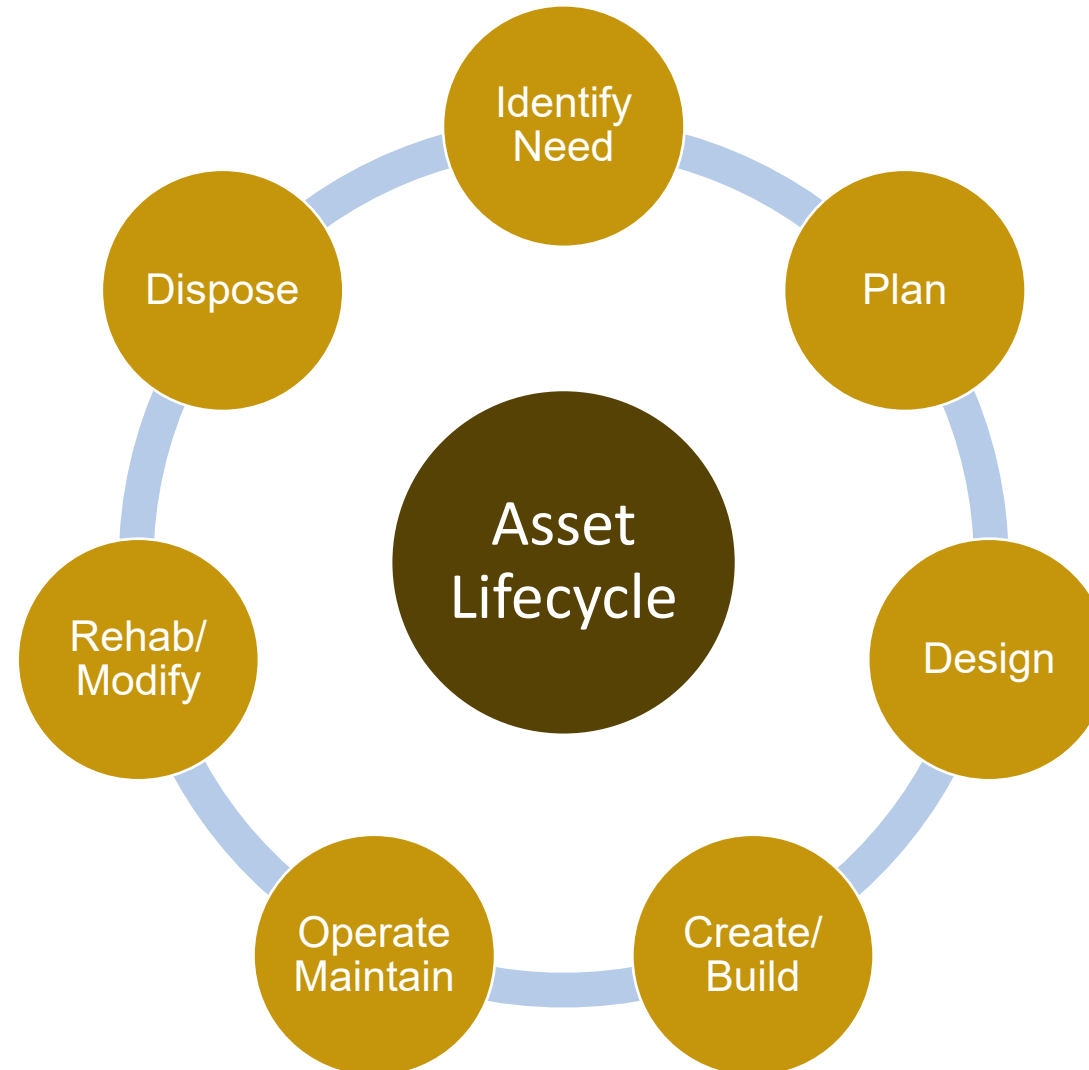 Identify
Need
Plan
Design
Create/
Build
Operate
Maintain
Rehab/
Modify
Dispose
Asset
Lifecycle